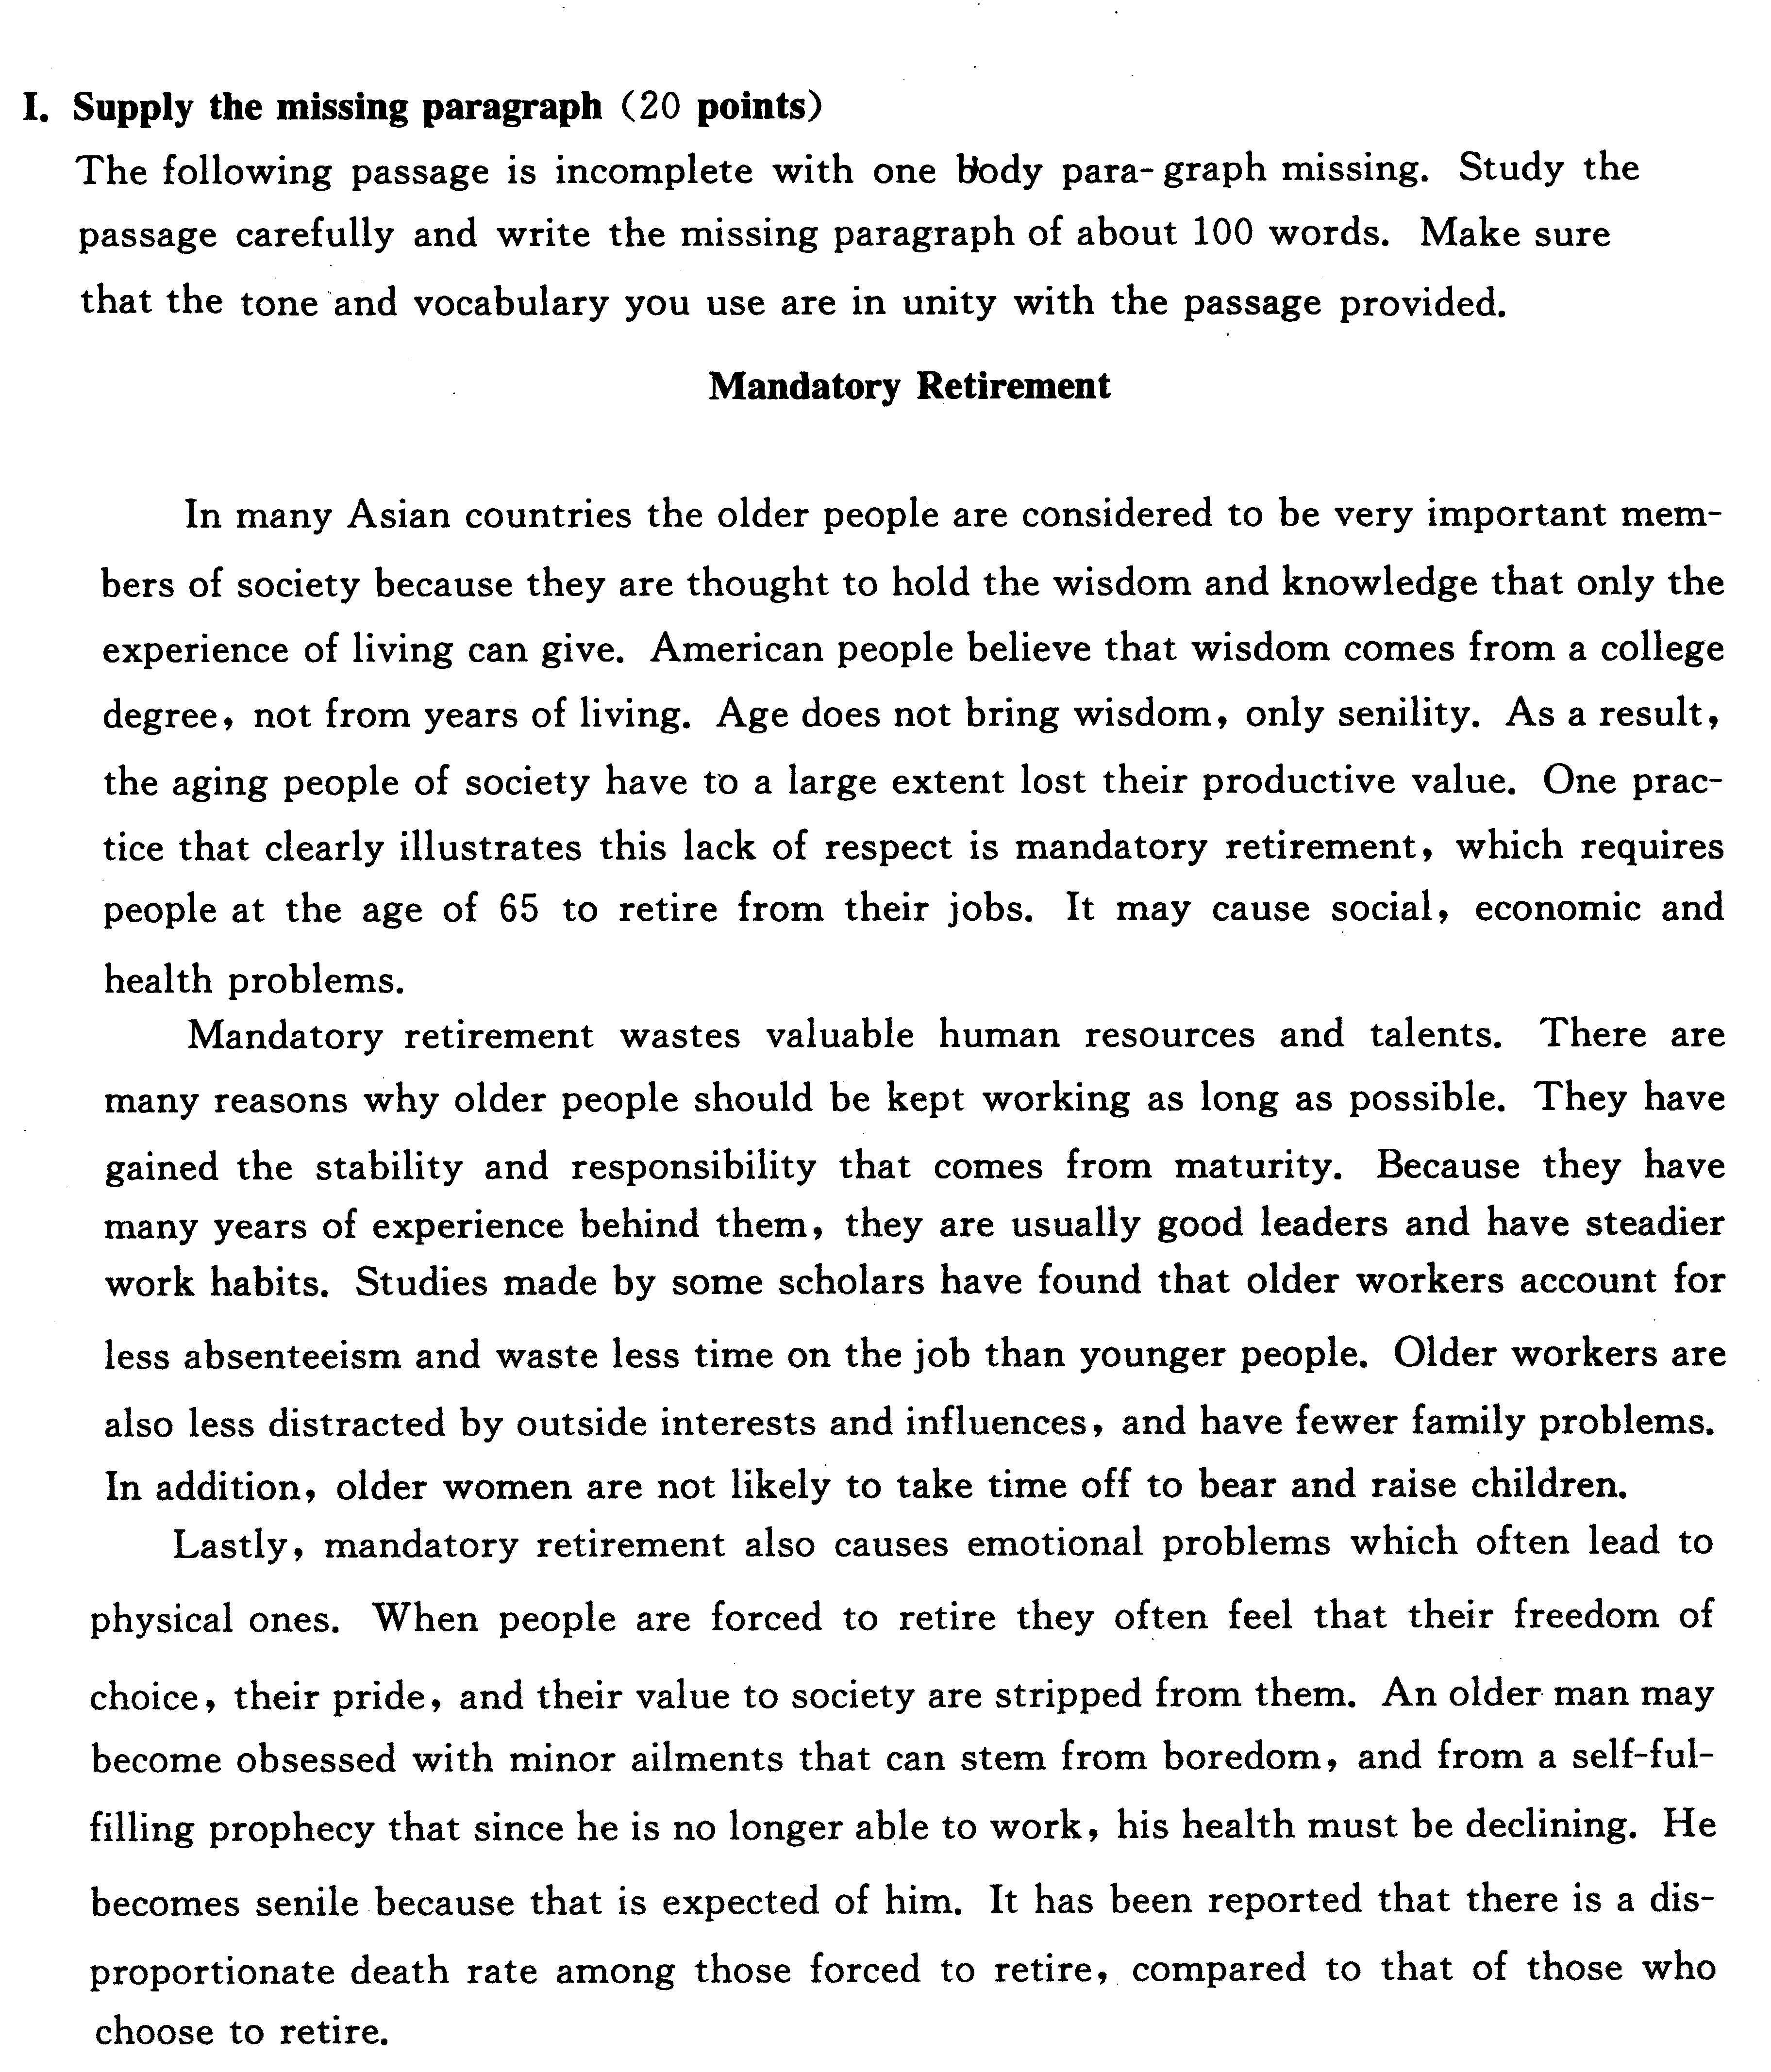 I. Supply the missing paragraph (20 points)
The following passage is incomplete with one body para- graph missing. Study the
passage carefully and write the missing paragraph of about 100 words. Make sure
that the tone and vocabulary you use are in unity with the passage provided.
Mandatory Retirement
In many Asian countries the older people are considered to be very important mem-
bers of society because they are thought to hold the wisdom and knowledge that only the
experience of living can give. American people believe that wisdom comes from a college
degree, not from years of living. Age does not bring wisdom, only senility. As a result,
the aging people of society have to a large extent lost their productive value. One prac-
tice that clearly illustrates this lack of respect is mandatory retirement, which requires
people at the age of 65 to retire from their jobs. It may cause social, economic and
health problems.
Mandatory retirement wastes valuable human resources and talents. There are
many reasons why older people should be kept working as long as possible. They have
gained the stability and responsibility that comes from maturity. Because they have
many years of experience behind them, they are usually good leaders and have steadier
work habits. Studies made by some scholars have found that older workers account for
less absenteeism and waste less time on the job than younger people. Older workers are
also less distracted by outside interests and influences, and have fewer family problems.
In addition, older women are not likely to take time off to bear and raise children.
Lastly, mandatory retirement also causes emotional problems which often lead to
physical ones. When people are forced to retire they often feel that their freedom of
choice, their pride, and their value to society are stripped from them. An older man may
become obsessed with minor ailments that can stem from boredom, and from a self-ful-
filling prophecy that since he is no longer able to work, his health must be declining. He
becomes senile because that is expected of him. It has been reported that there is a dis-
proportionate death rate among those forced to retire, compared to that of those who
choose to retire.